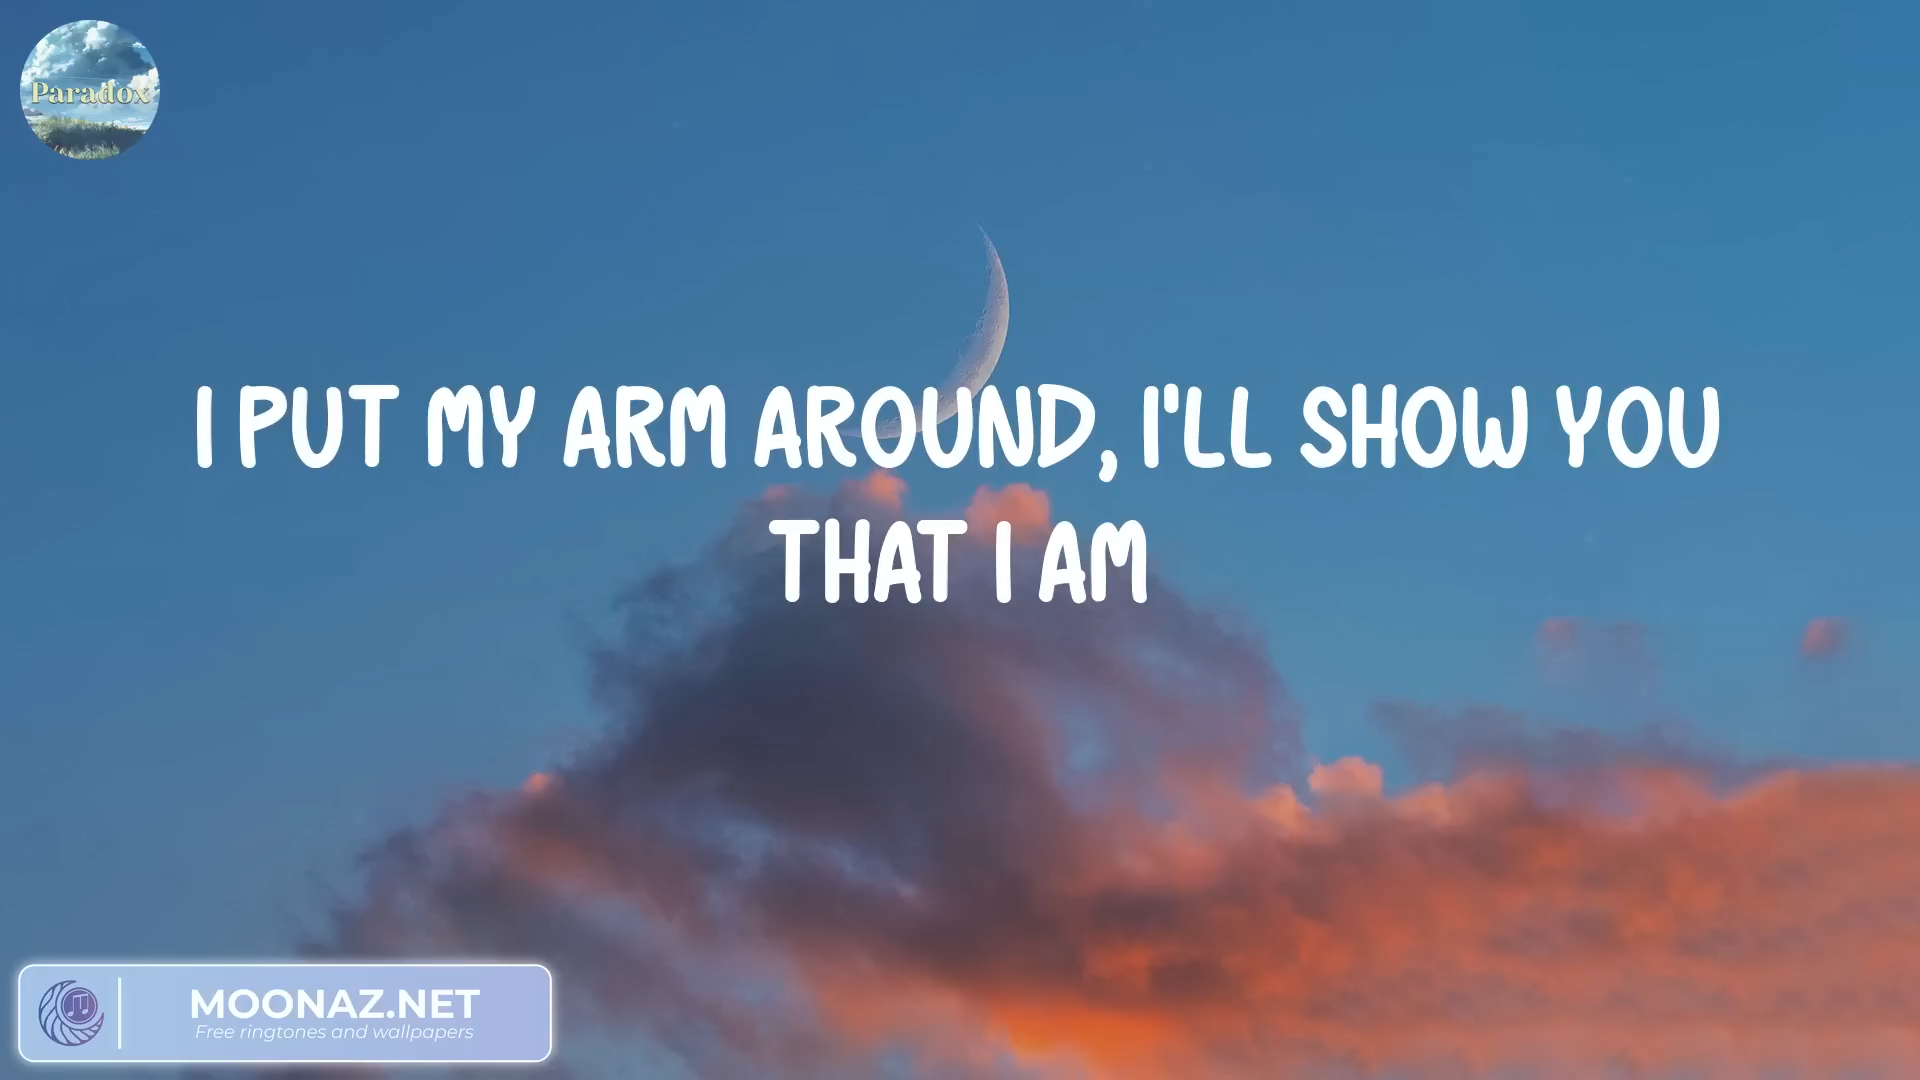 Paradox
I PUT MY ARM AROUND, I'LL SHOW YOU
THAT I AM
MOONAZ.NET
Free ringtones and wallpapers